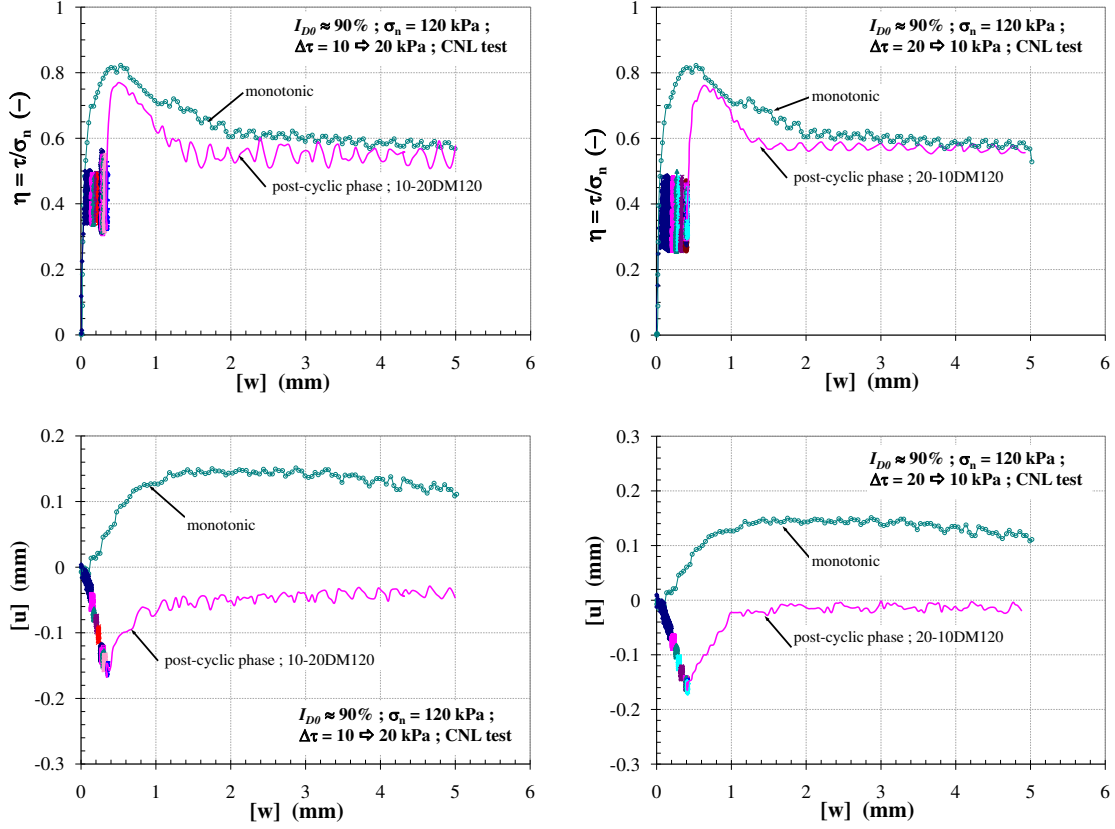 I_D0 ≈ 90% ; σ_n = 120 kPa ;
Δτ = 10 ⇨ 20 kPa ; CNL test
monotonic
post-cyclic phase ; 10-20DM120
η = τ/σ_n (–)
1
0.8
0.6
0.4
0.2
0
0 1 2 3 4 5 6
[w] (mm)
I_D0 ≈ 90% ; σ_n = 120 kPa ;
Δτ = 20 ⇨ 10 kPa ; CNL test
monotonic
post-cyclic phase ; 20-10DM120
η = τ/σ_n (–)
1
0.8
0.6
0.4
0.2
0
0 1 2 3 4 5 6
[w] (mm)
0.2
0.1
0
-0.1
-0.2
-0.3
[u] (mm)
monotonic
post-cyclic phase ; 10-20DM120
I_D0 ≈ 90% ; σ_n = 120 kPa ;
Δτ = 10 ⇨ 20 kPa ; CNL test
0 1 2 3 4 5 6
[w] (mm)
0.3
0.2
0.1
0
-0.1
-0.2
-0.3
[u] (mm)
I_D0 ≈ 90% ; σ_n = 120 kPa ;
Δτ = 20 ⇨ 10 kPa ; CNL test
monotonic
post-cyclic phase ; 20-10DM120
0 1 2 3 4 5 6
[w] (mm)